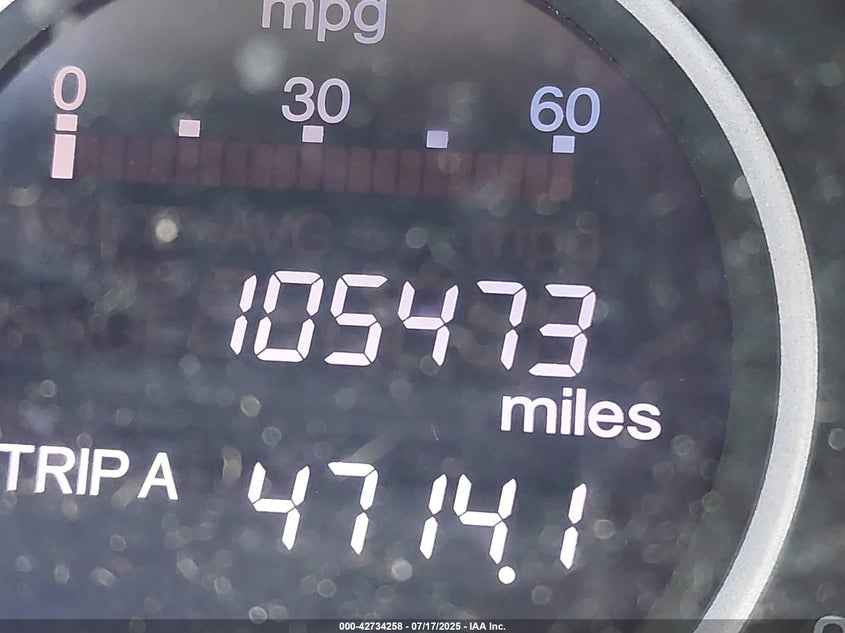 mpg
0 30 60
105473
miles
TRIP A 4714.1
000-42734258 - 07/17/2025 - IAA Inc.